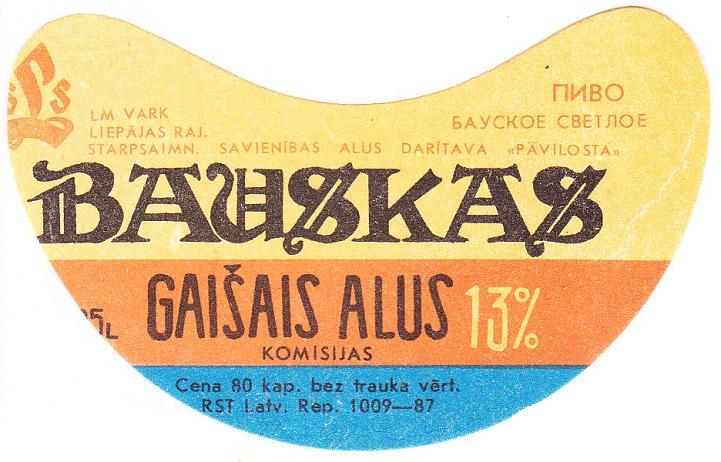 ПИВО
БАУСКОЕ СВЕТЛОЕ
LM VARK
LIEPĀJAS RAJ.
STARPSAIMN. SAVIENĪBAS ALUS DARĪTAVA «PĀVILOSTA»
BAUSKAS
GAIŠAIS ALUS 13%
KOMISIJAS
Cena 80 kap. bez trauka vērt.
RST Latv. Rep. 1009—87